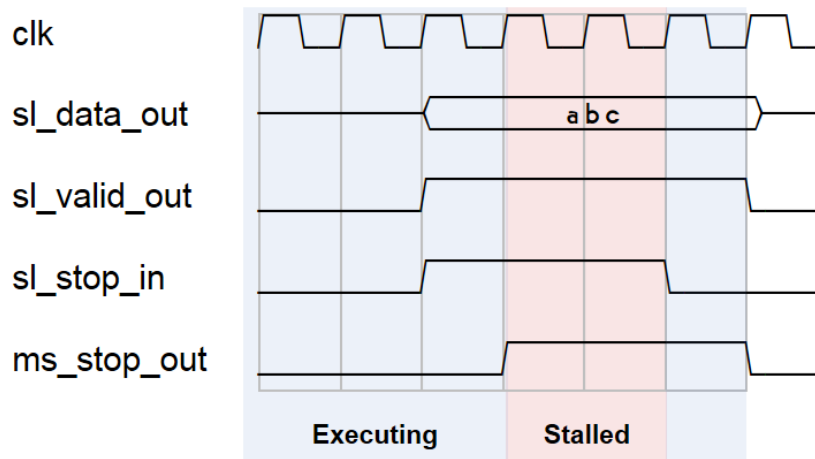 clk
sl_data_out
a b c
sl_valid_out
sl_stop_in
ms_stop_out
Executing
Stalled